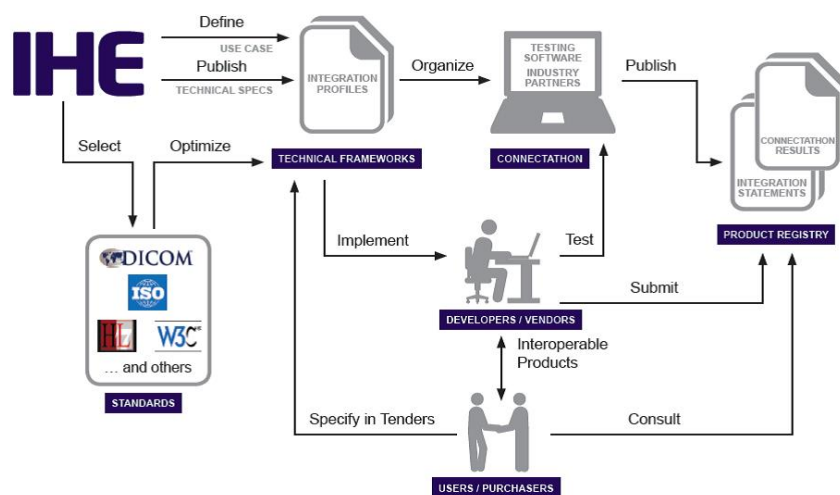 IHE
Define
USE CASE
Publish
TECHNICAL SPECS
INTEGRATION
PROFILES
Organize
TESTING
SOFTWARE
INDUSTRY
PARTNERS
Publish
CONNECTATHON
RESULTS
INTEGRATION
STATEMENTS
Select
Optimize
TECHNICAL FRAMEWORKS
CONNECTATHON
PRODUCT REGISTRY
DICOM
ISO
HL7
W3C
... and others
STANDARDS
Implement
Test
Submit
DEVELOPERS / VENDORS
Interoperable
Products
Specify in Tenders
Consult
USERS / PURCHASERS